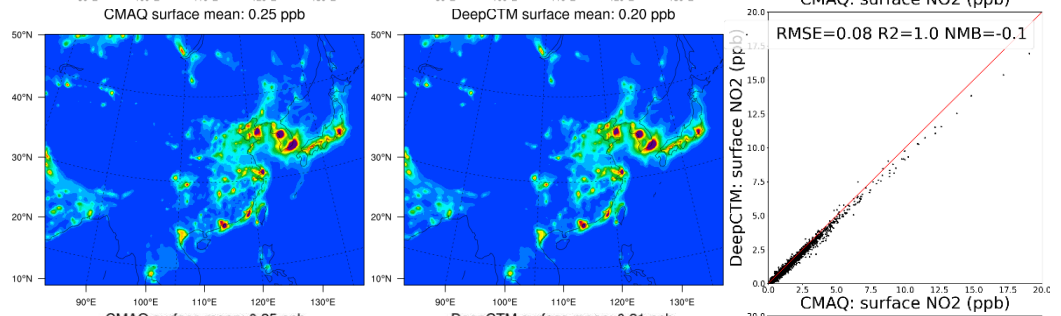 CMAQ: surface NO2 (ppb)
CMAQ surface mean: 0.25 ppb
DeepCTM surface mean: 0.20 ppb
20.0
50°N
50°N
RMSE=0.08 R2=1.0 NMB=-0.1
17.5
15.0
40°N
40°N
12.5
DeepCTM: surface NO2 (ppb)
30°N
30°N
10.0
7.5
20°N
20°N
5.0
2.5
10°N
10°N
0.0
90°E 100°E 110°E 120°E 130°E
90°E 100°E 110°E 120°E 130°E
0.0 2.5 5.0 7.5 10.0 12.5 15.0 17.5 20.0
CMAQ: surface NO2 (ppb)